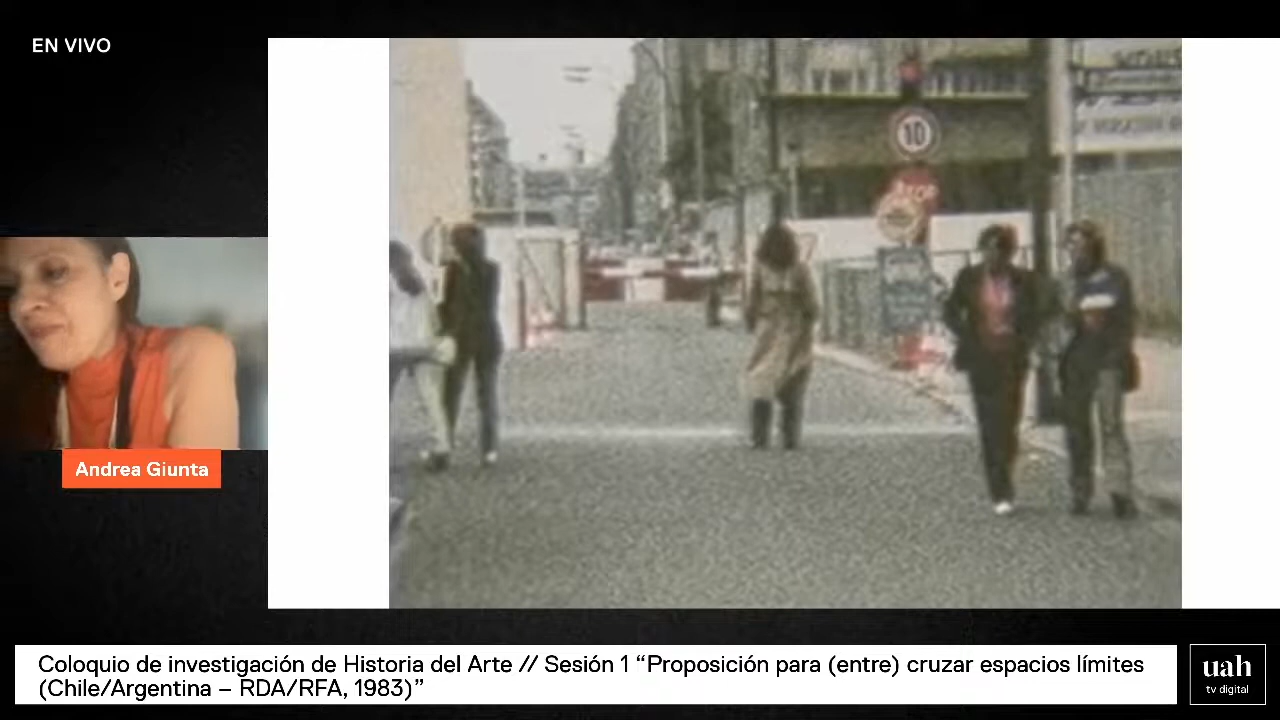 EN VIVO
10
STOP
Andrea Giunta
Coloquio de investigación de Historia del Arte // Sesión 1 “Proposición para (entre) cruzar espacios límites
(Chile/Argentina – RDA/RFA, 1983)”
uah
tv digital